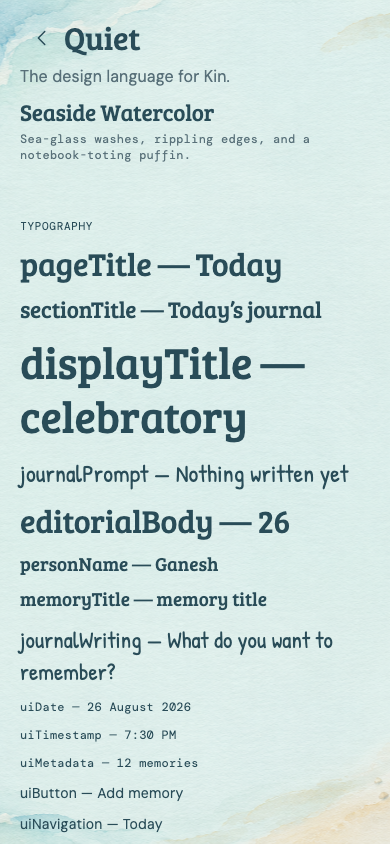 Quiet
The design language for Kin.
Seaside Watercolor
Sea-glass washes, rippling edges, and a
notebook-toting puffin.
TYPOGRAPHY
pageTitle — Today
sectionTitle — Today’s journal
displayTitle —
celebratory
journalPrompt — Nothing written yet
editorialBody — 26
personName — Ganesh
memoryTitle — memory title
journalWriting — What do you want to
remember?
uiDate — 26 August 2026
uiTimestamp — 7:30 PM
uiMetadata — 12 memories
uiButton — Add memory
uiNavigation — Today